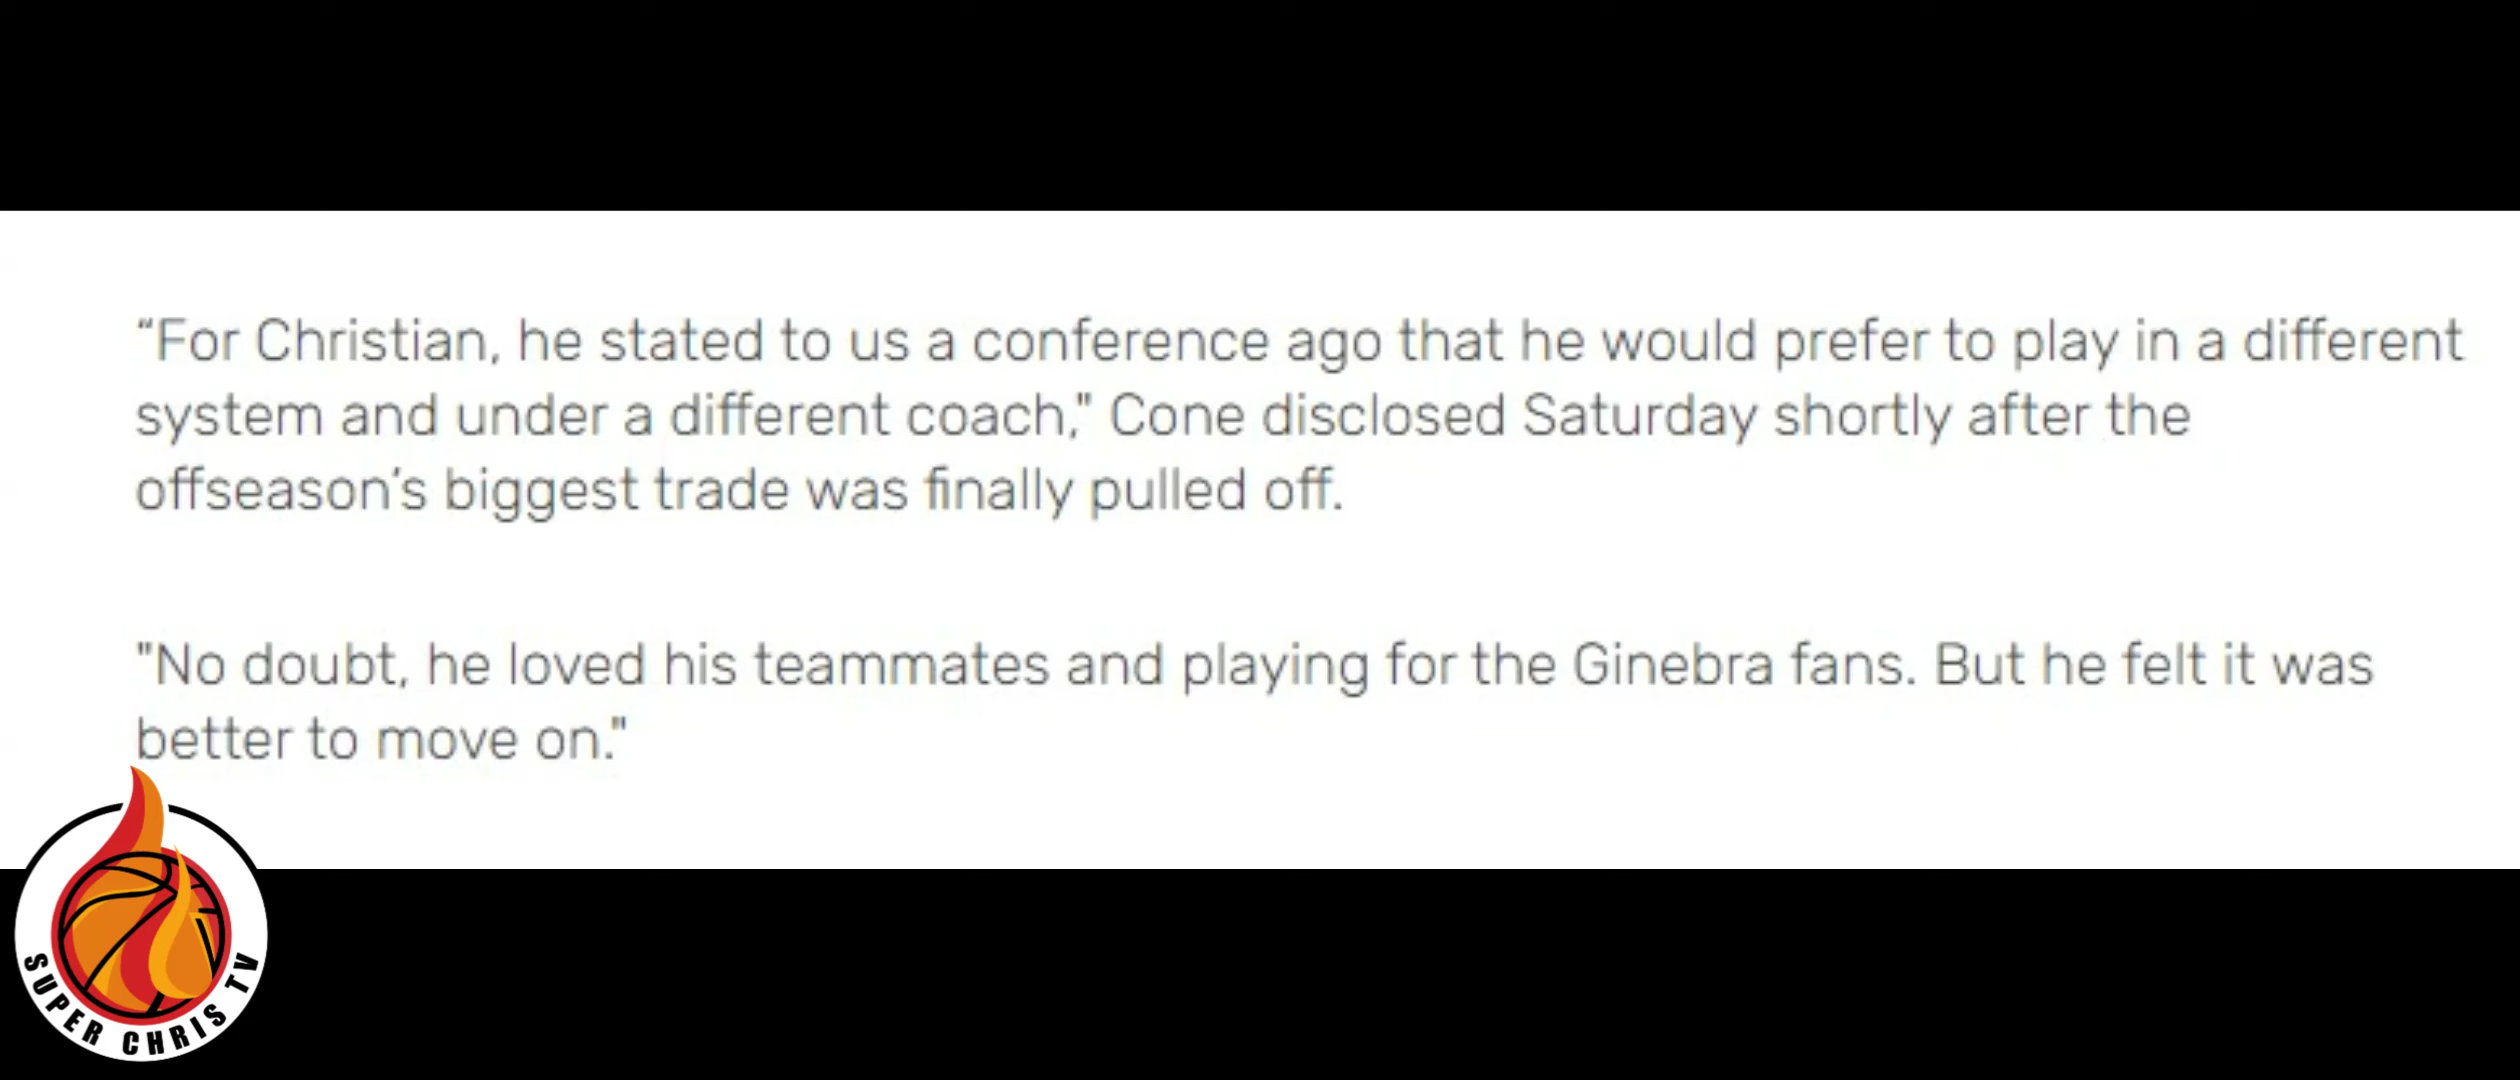 “For Christian, he stated to us a conference ago that he would prefer to play in a different
system and under a different coach," Cone disclosed Saturday shortly after the
offseason’s biggest trade was finally pulled off.
"No doubt, he loved his teammates and playing for the Ginebra fans. But he felt it was
better to move on."
SUPER CHRIS TV